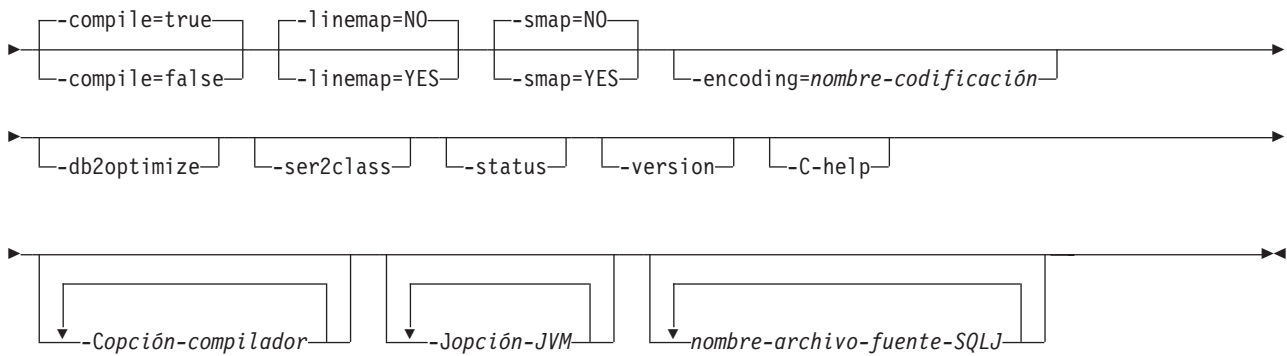 -compile=true -linemap=NO -smap=NO
-compile=false -linemap=YES -smap=YES -encoding=nombre-codificación
-db2optimize -ser2class -status -version -C-help
-Copción-compilador -Jopción-JVM nombre-archivo-fuente-SQLJ